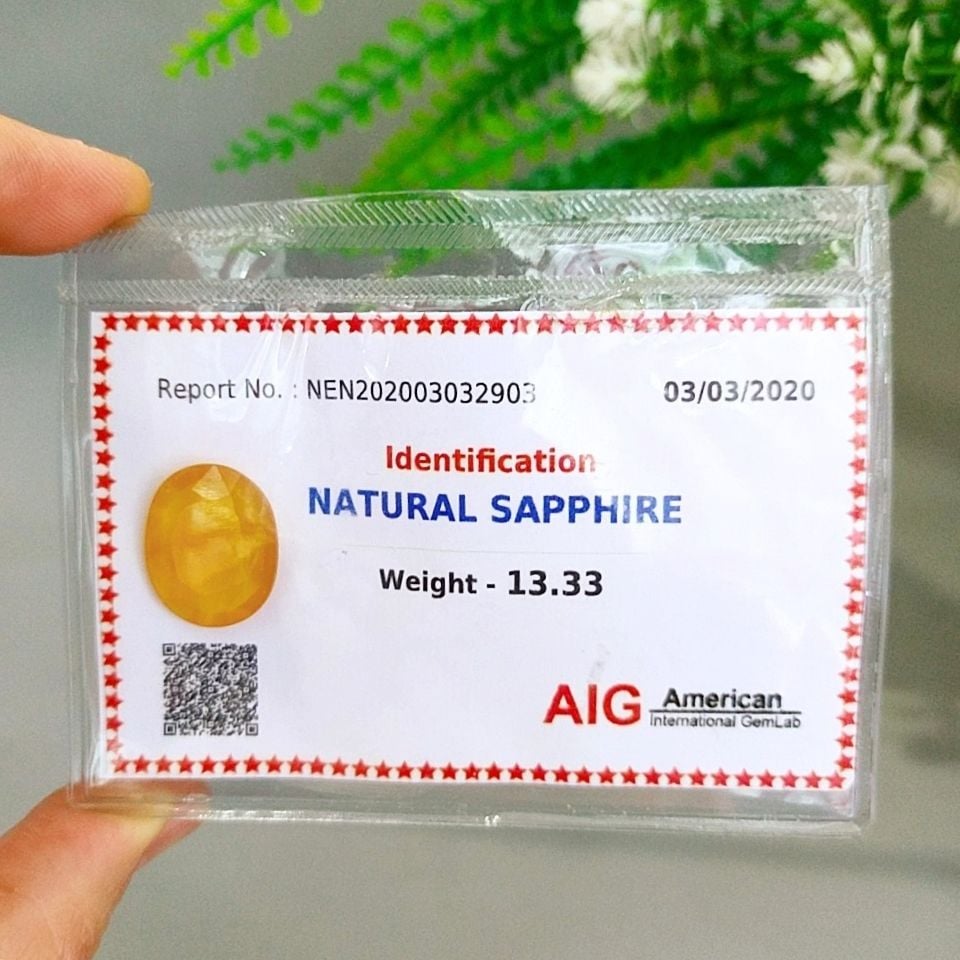 Report No. : NEN202003032903
03/03/2020
Identification
NATURAL SAPPHIRE
Weight - 13.33
AIG American
International GemLab